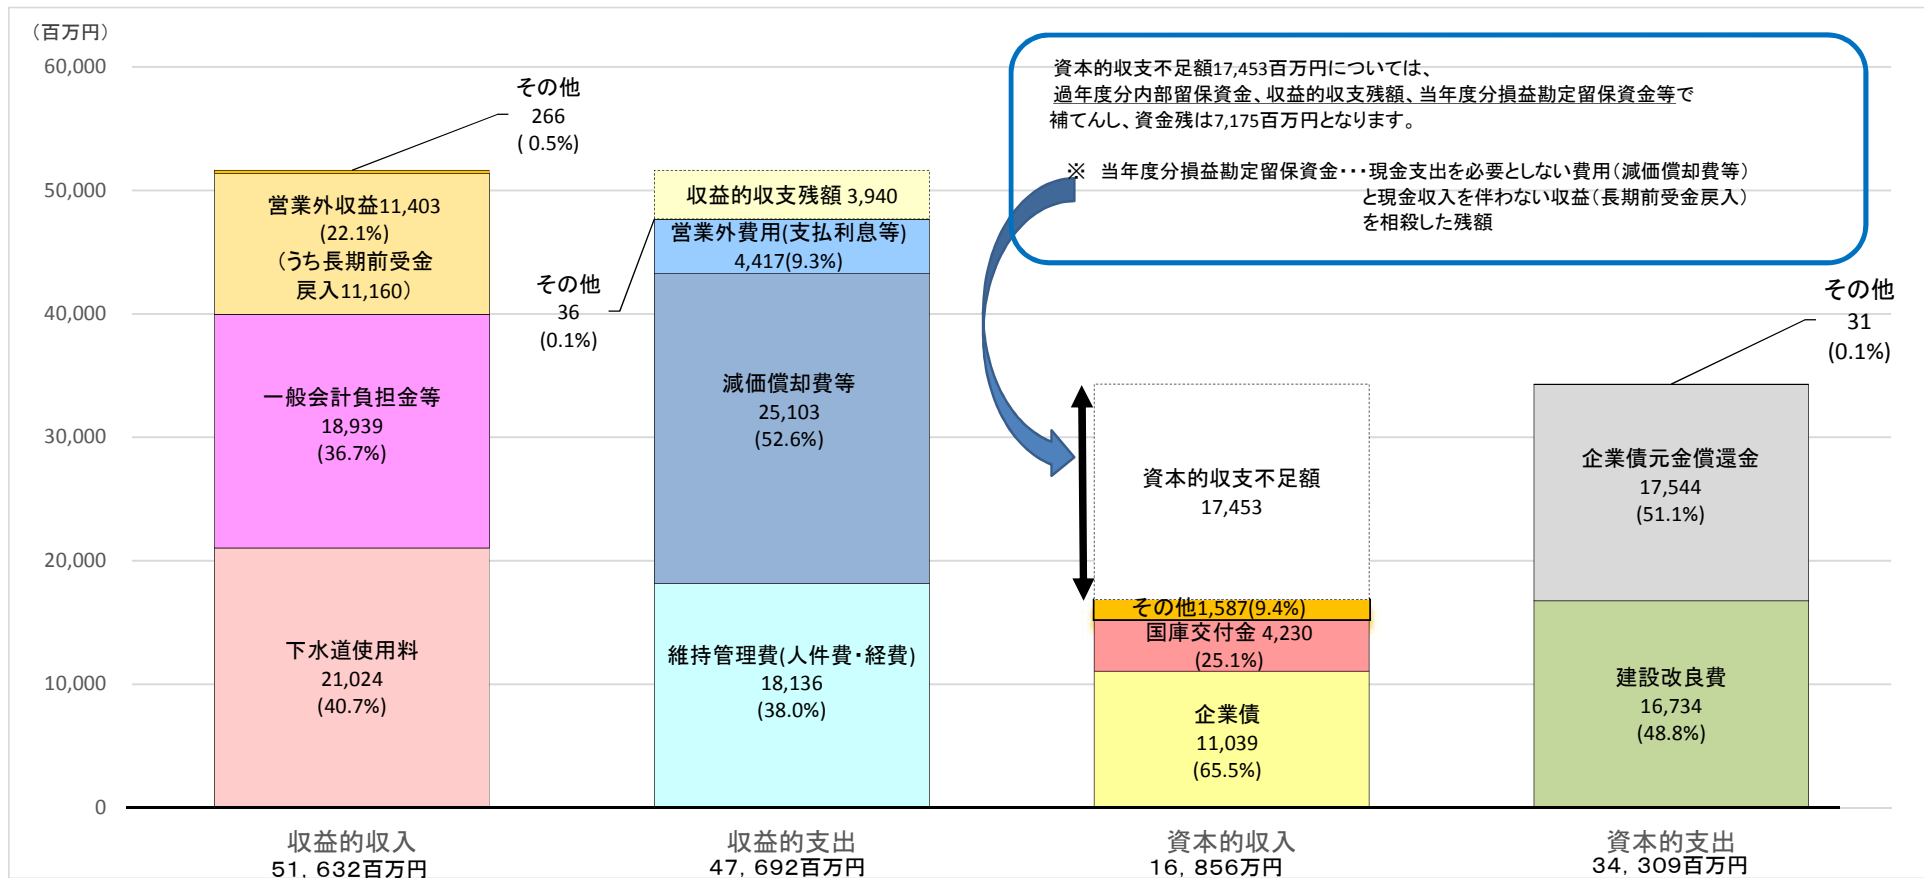 （百万円）
60,000
50,000
40,000
30,000
20,000
10,000
0
その他
266
( 0.5%)
営業外収益11,403
(22.1%)
（うち長期前受金
戻入11,160）
一般会計負担金等
18,939
(36.7%)
下水道使用料
21,024
(40.7%)
収益的収入
51，632百万円
収益的収支残額 3,940
営業外費用(支払利息等)
4,417(9.3%)
その他
36
(0.1%)
減価償却費等
25,103
(52.6%)
維持管理費(人件費・経費)
18,136
(38.0%)
収益的支出
47，692百万円
資本的収支不足額17,453百万円については、
過年度分内部留保資金、収益的収支残額、当年度分損益勘定留保資金等で
補てんし、資金残は7,175百万円となります。
※　当年度分損益勘定留保資金・・・現金支出を必要としない費用（減価償却費等）
と現金収入を伴わない収益（長期前受金戻入）
を相殺した残額
資本的収支不足額
17,453
その他1,587(9.4%)
国庫交付金 4,230
(25.1%)
企業債
11,039
(65.5%)
資本的収入
16，856万円
その他
31
(0.1%)
企業債元金償還金
17,544
(51.1%)
建設改良費
16,734
(48.8%)
資本的支出
34，309百万円